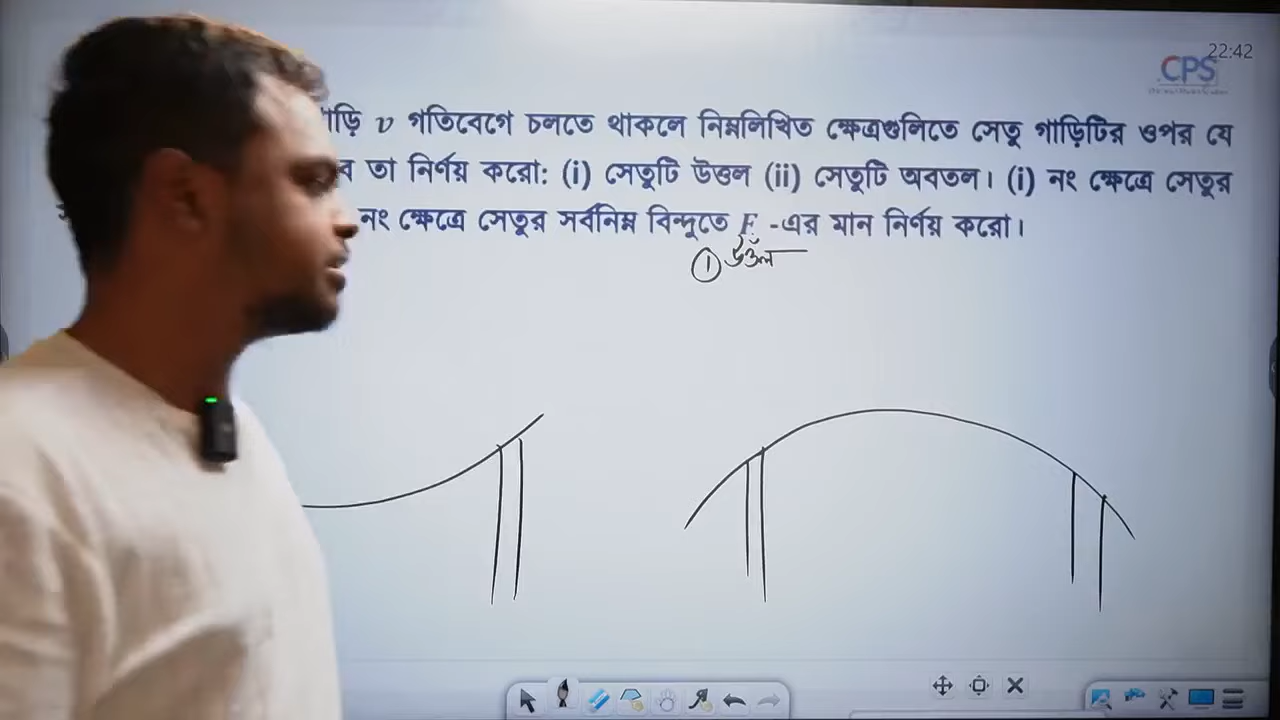 22:42
CPS
গাড়ি v গতিবেগে চলতে থাকলে নিম্নলিখিত ক্ষেত্রগুলিতে সেতু গাড়িটির ওপর যে
ব তা নির্ণয় করো: (i) সেতুটি উত্তল (ii) সেতুটি অবতল। (i) নং ক্ষেত্রে সেতুর
নং ক্ষেত্রে সেতুর সর্বনিম্ন বিন্দুতে F -এর মান নির্ণয় করো।
① উত্তল